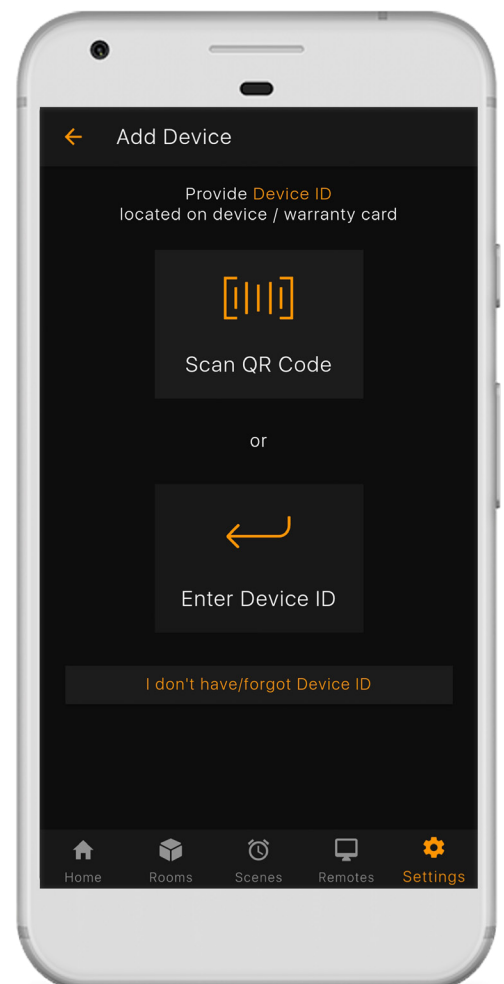 Add Device
Provide Device ID
located on device / warranty card
Scan QR Code
or
Enter Device ID
I don't have/forgot Device ID
Home Rooms Scenes Remotes Settings